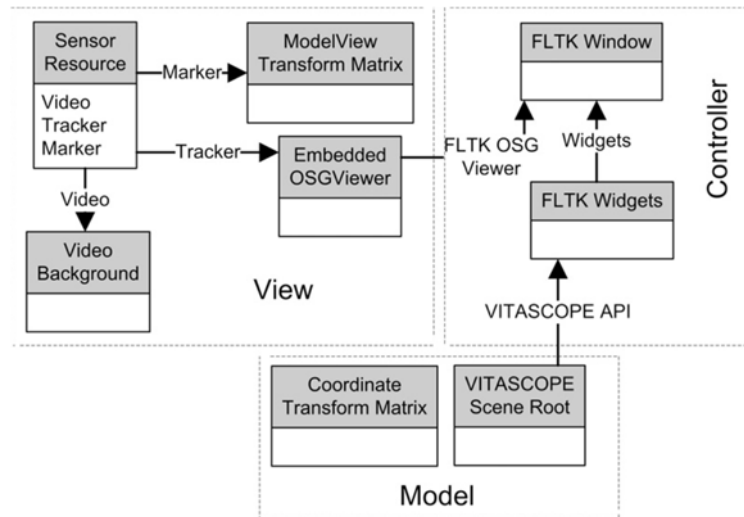 Sensor
Resource
Video
Tracker
Marker
Marker
ModelView
Transform Matrix
Tracker
Embedded
OSGViewer
Video
Video
Background
View
FLTK Window
FLTK OSG
Viewer
Widgets
FLTK Widgets
Controller
VITASCOPE API
Coordinate
Transform Matrix
VITASCOPE
Scene Root
Model